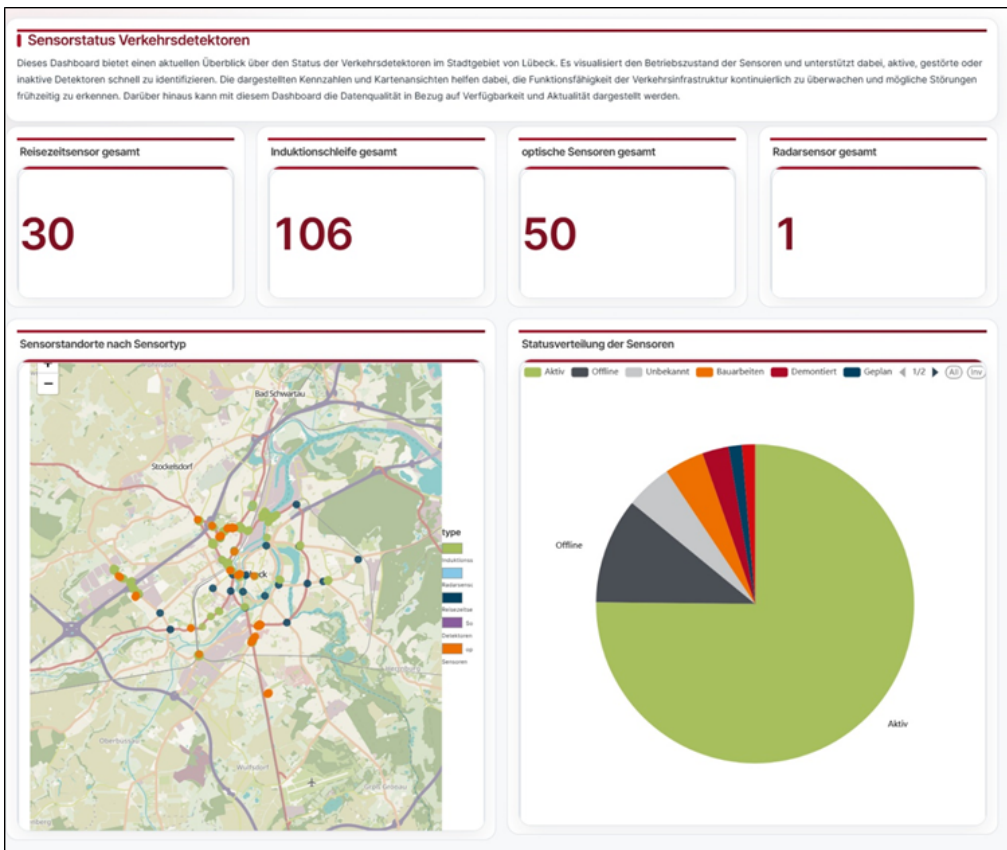 Sensorstatus Verkehrsdetektoren
Dieses Dashboard bietet einen aktuellen Überblick über den Status der Verkehrsdetektoren im Stadtgebiet von Lübeck. Es visualisiert den Betriebszustand der Sensoren und unterstützt dabei, aktive, gestörte oder
inaktive Detektoren schnell zu identifizieren. Die dargestellten Kennzahlen und Kartenansichten helfen dabei, die Funktionsfähigkeit der Verkehrsinfrastruktur kontinuierlich zu überwachen und mögliche Störungen
frühzeitig zu erkennen. Darüber hinaus kann mit diesem Dashboard die Datenqualität in Bezug auf Verfügbarkeit und Aktualität dargestellt werden.
Reisezeitsensor gesamt
30
Induktionschleife gesamt
106
optische Sensoren gesamt
50
Radarsensor gesamt
1
Sensorstandorte nach Sensortyp
−
Bad Schwartau
Stockelsdorf
type
Detektoren
Sensoren
Wulfsdorf
Groß Grönau
Statusverteilung der Sensoren
Aktiv Offline Unbekannt Bauarbeiten Demontiert Geplan 1/2 All Inv
Offline
Aktiv